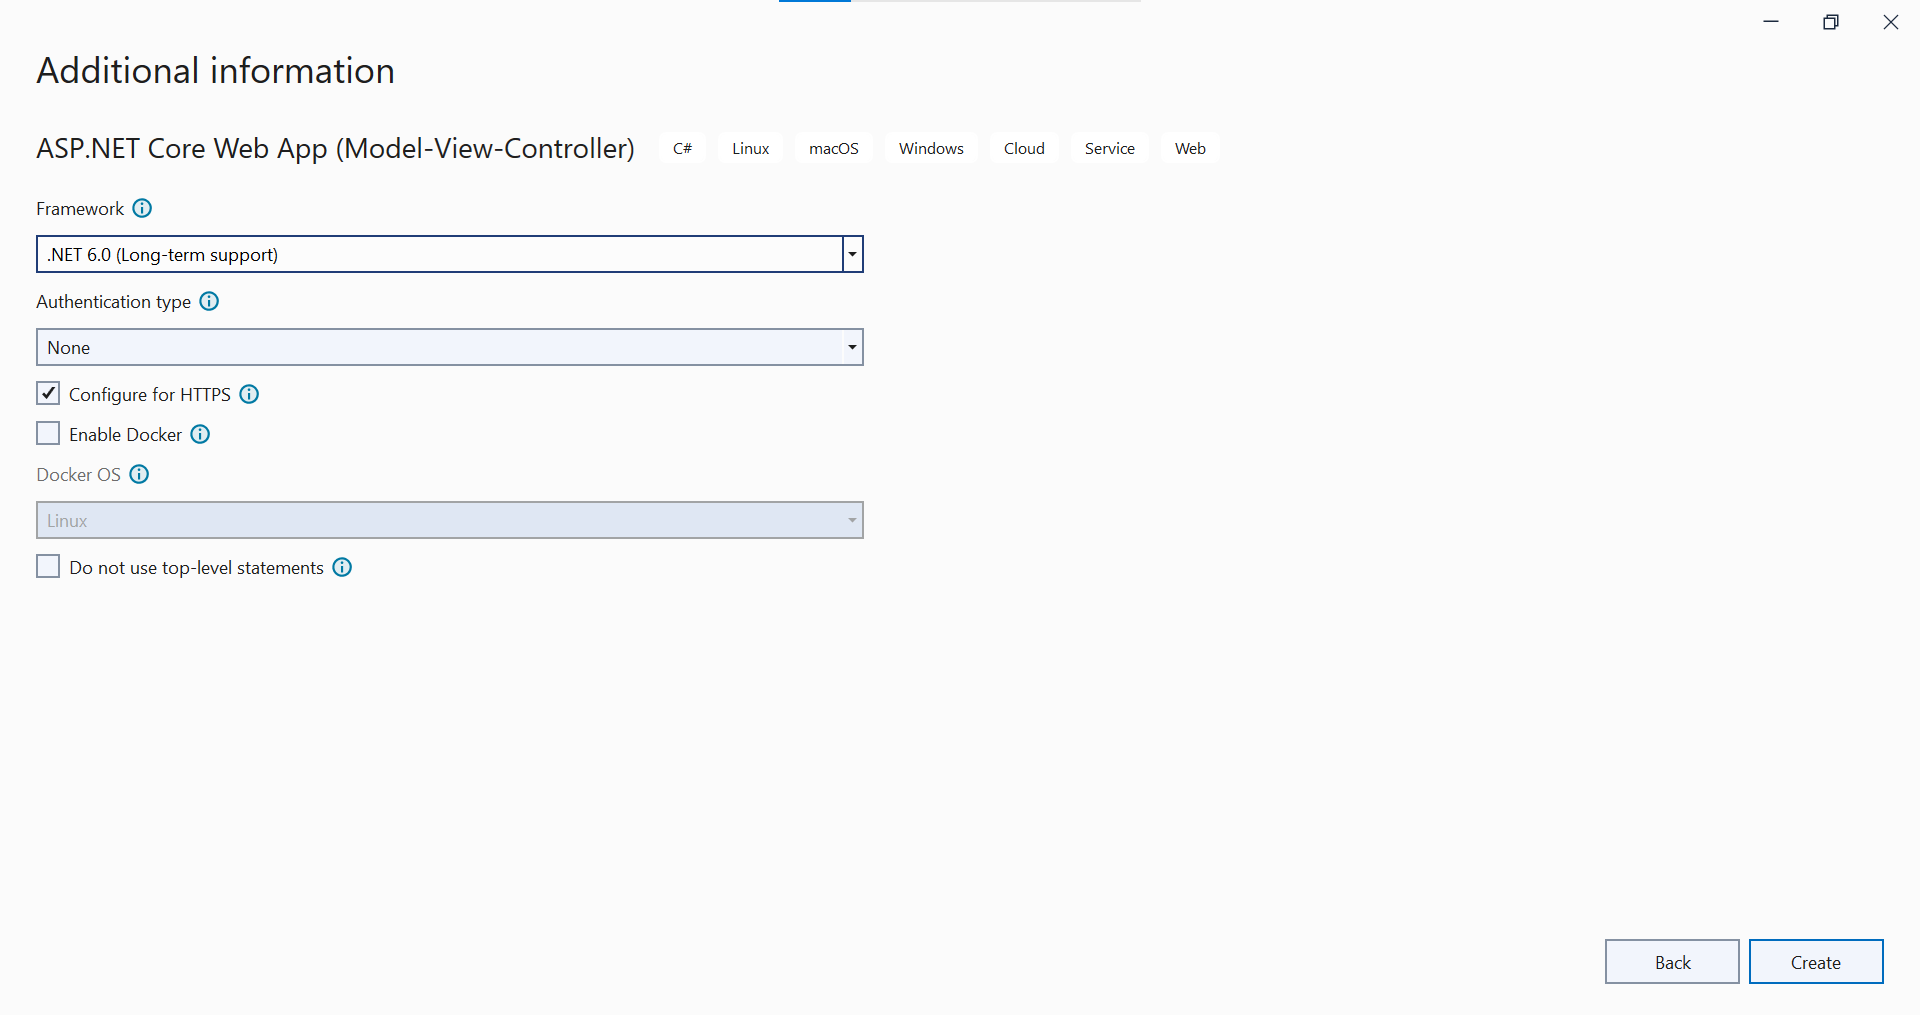 Additional information
ASP.NET Core Web App (Model-View-Controller) C# Linux macOS Windows Cloud Service Web
Framework
.NET 6.0 (Long-term support)
Authentication type
None
Configure for HTTPS
Enable Docker
Docker OS
Linux
Do not use top-level statements
Back Create